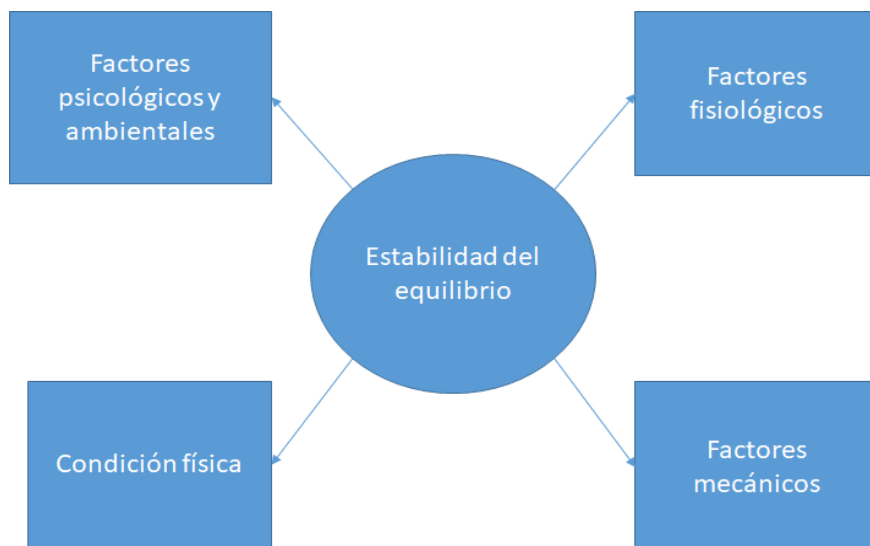 Factores
psicológicos y
ambientales
Factores
fisiológicos
Estabilidad del
equilibrio
Condición física
Factores
mecánicos